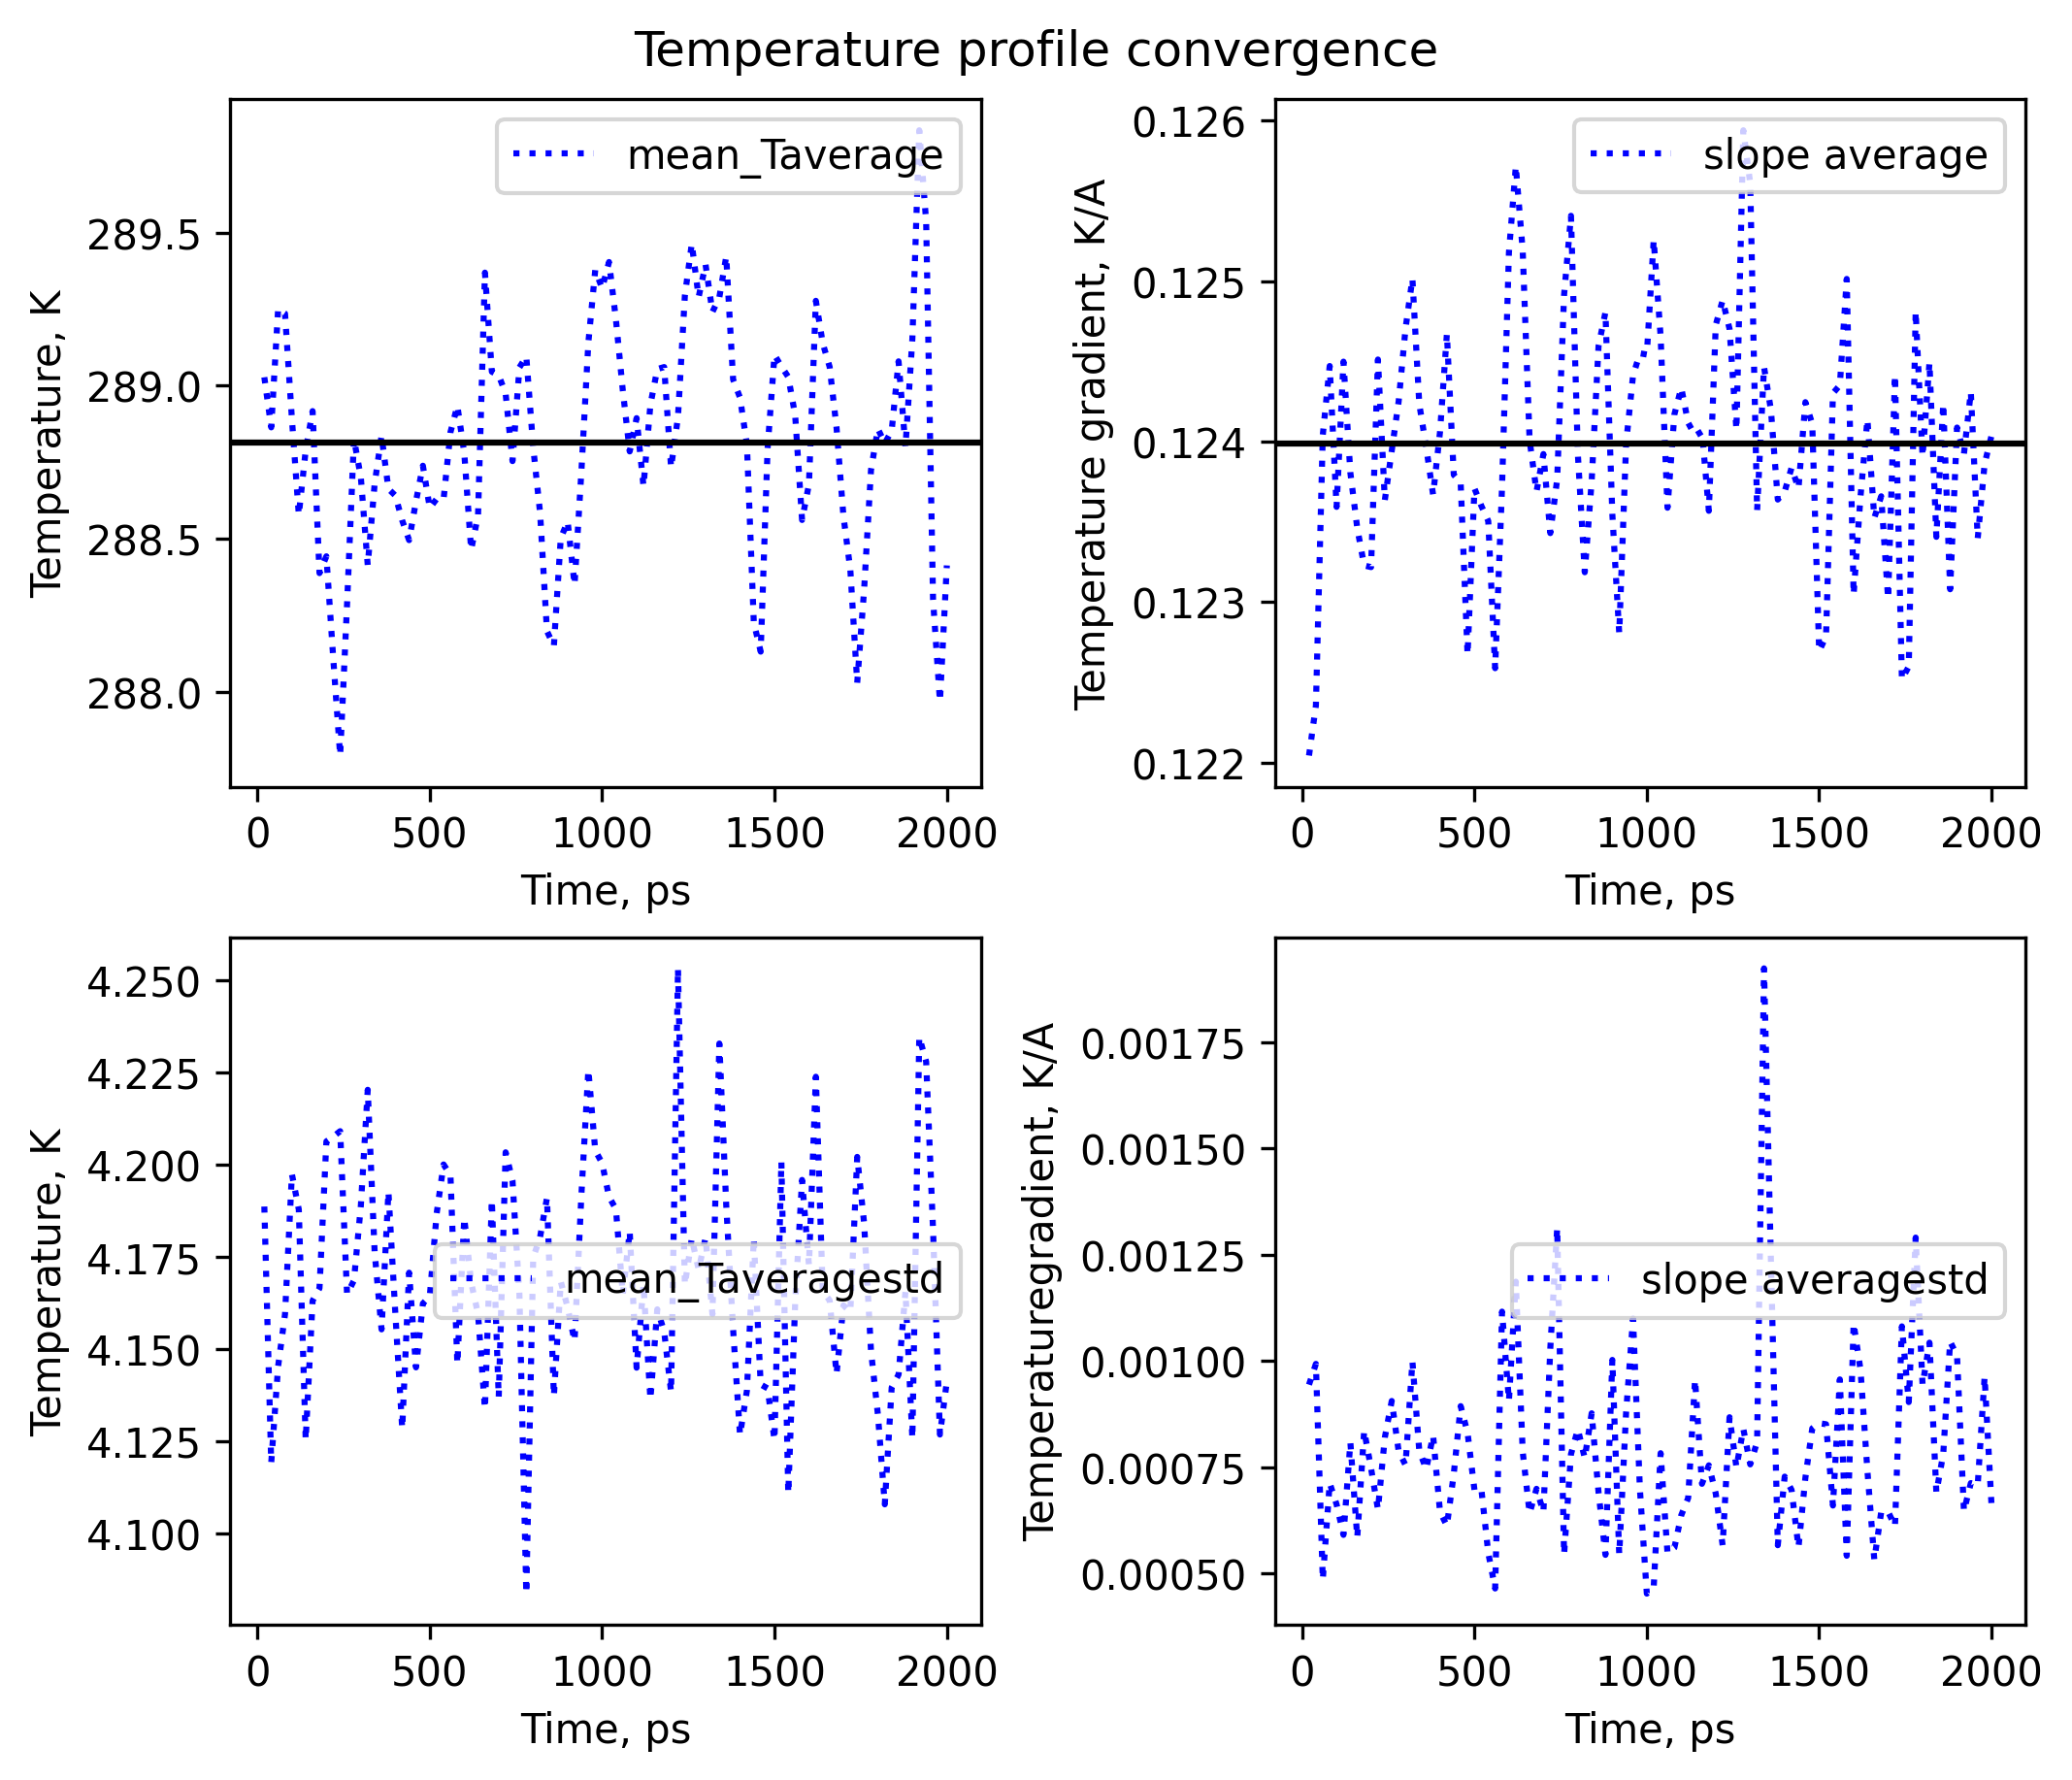 Temperature profile convergence
mean_Taverage
Temperature, K
289.5
289.0
288.5
288.0
0 500 1000 1500 2000
Time, ps
slope average
Temperature gradient, K/A
0.126
0.125
0.124
0.123
0.122
0 500 1000 1500 2000
Time, ps
mean_Taveragestd
Temperature, K
4.250
4.225
4.200
4.175
4.150
4.125
4.100
0 500 1000 1500 2000
Time, ps
slope averagestd
Temperaturegradient, K/A
0.00175
0.00150
0.00125
0.00100
0.00075
0.00050
0 500 1000 1500 2000
Time, ps